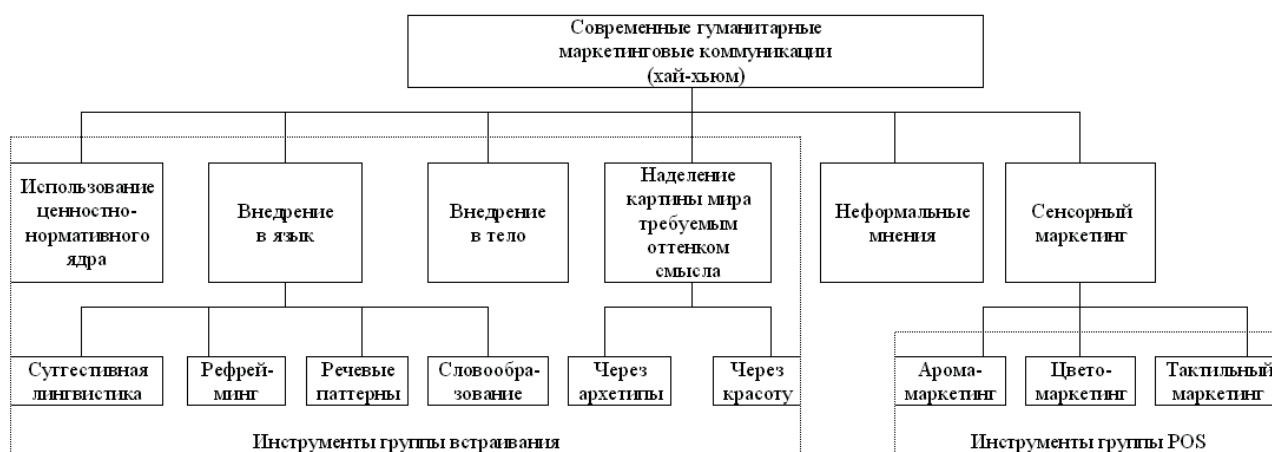 Современные гуманитарные
маркетинговые коммуникации
(хай-хьюм)
Использование
ценностно-
нормативного
ядра
Внедрение
в язык
Внедрение
в тело
Наделение
картины мира
требуемым
оттенком
смысла
Неформальные
мнения
Сенсорный
маркетинг
Суггестивная
лингвистика
Рефрей-
минг
Речевые
паттерны
Словообра-
зование
Через
архетипы
Через
красоту
Арома-
маркетинг
Цвето-
маркетинг
Тактильный
маркетинг
Инструменты группы встраивания
Инструменты группы POS